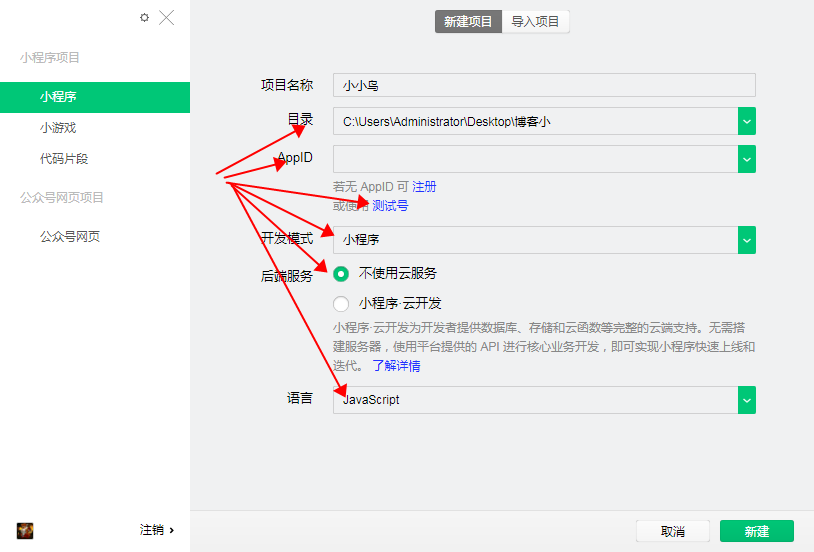 小程序项目
小程序
小游戏
代码片段
公众号网页项目
公众号网页
注销
新建项目 导入项目
项目名称 小小鸟
目录 C:\Users\Administrator\Desktop\博客小
AppID
若无 AppID 可 注册
或使用 测试号
开发模式 小程序
后端服务 不使用云服务
小程序·云开发
小程序·云开发为开发者提供数据库、存储和云函数等完整的云端支持。无需搭
建服务器，使用平台提供的 API 进行核心业务开发，即可实现小程序快速上线和
迭代。 了解详情
语言 JavaScript
取消 新建